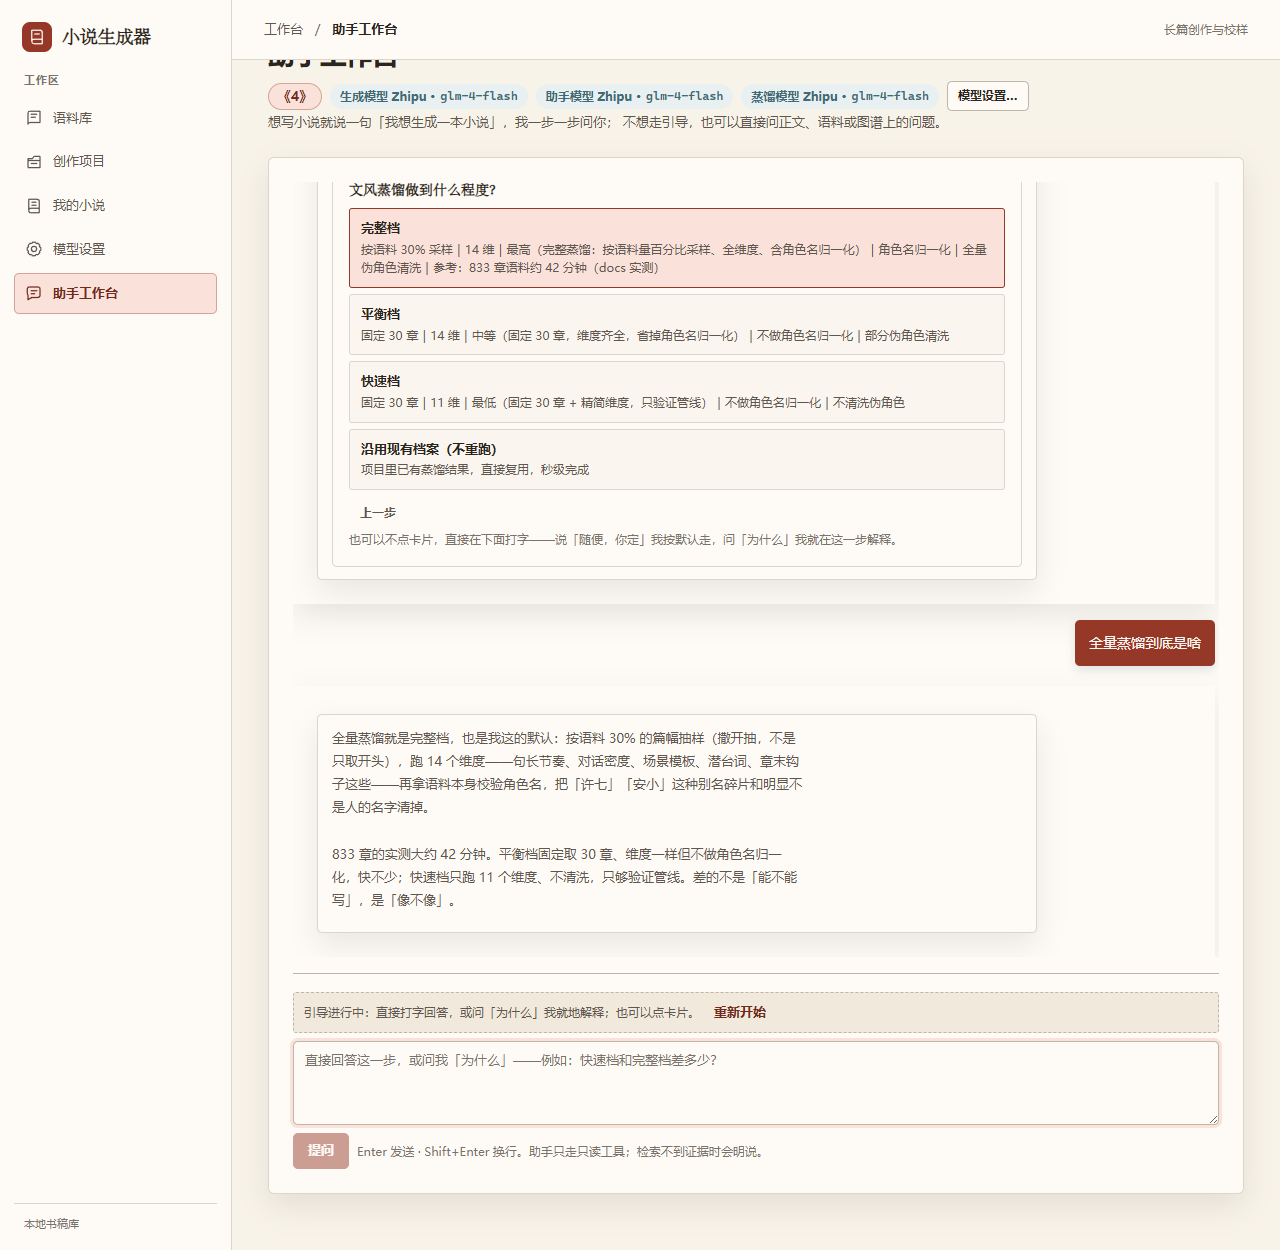 小说生成器
工作区
语料库
创作项目
我的小说
模型设置
助手工作台
本地书稿库
工作台 / 助手工作台
长篇创作与校样
助手工作台
《4》 生成模型 Zhipu · glm-4-flash 助手模型 Zhipu · glm-4-flash 蒸馏模型 Zhipu · glm-4-flash 模型设置...
想写小说就说一句「我想生成一本小说」，我一步一步问你； 不想走引导，也可以直接问正文、语料或图谱上的问题。
文风蒸馏做到什么程度？
完整档
按语料 30% 采样 | 14 维 | 最高（完整蒸馏：按语料量百分比采样、全维度、含角色名归一化） | 角色名归一化 | 全量
伪角色清洗 | 参考：833 章语料约 42 分钟（docs 实测）
平衡档
固定 30 章 | 14 维 | 中等（固定 30 章，维度齐全，省掉角色名归一化） | 不做角色名归一化 | 部分伪角色清洗
快速档
固定 30 章 | 11 维 | 最低（固定 30 章 + 精简维度，只验证管线） | 不做角色名归一化 | 不清洗伪角色
沿用现有档案（不重跑）
项目里已有蒸馏结果，直接复用，秒级完成
上一步
也可以不点卡片，直接在下面打字——说「随便，你定」我按默认走，问「为什么」我就在这一步解释。
全量蒸馏到底是啥
全量蒸馏就是完整档，也是我这的默认：按语料 30% 的篇幅抽样（撒开抽，不是
只取开头），跑 14 个维度——句长节奏、对话密度、场景模板、潜台词、章末钩
子这些——再拿语料本身校验角色名，把「许七」「安小」这种别名碎片和明显不
是人的名字清掉。
833 章的实测大约 42 分钟。平衡档固定取 30 章、维度一样但不做角色名归一
化，快不少；快速档只跑 11 个维度、不清洗，只够验证管线。差的不是「能不能
写」，是「像不像」。
引导进行中：直接打字回答，或问「为什么」我就地解释；也可以点卡片。 重新开始
直接回答这一步，或问我「为什么」——例如：快速档和完整档差多少？
提问 Enter 发送 · Shift+Enter 换行。助手只走只读工具；检索不到证据时会明说。